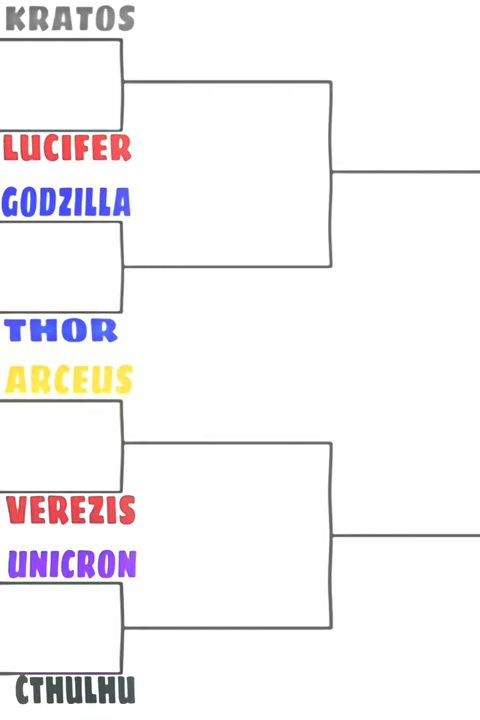 KRATOS
LUCIFER
GODZILLA
THOR
ARCEUS
VEREZIS
UNICRON
CTHULHU